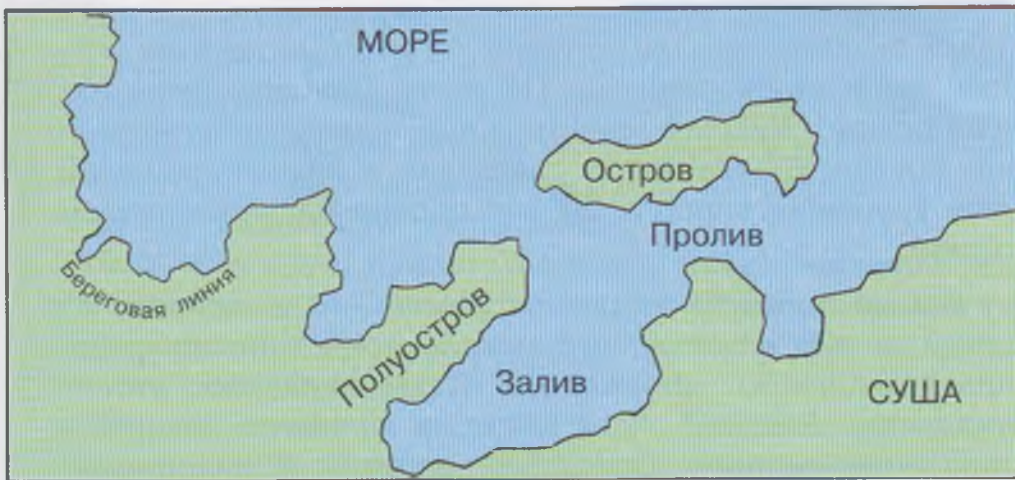 МОРЕ
Остров
Пролив
Береговая линия
Полуостров
Залив
СУША